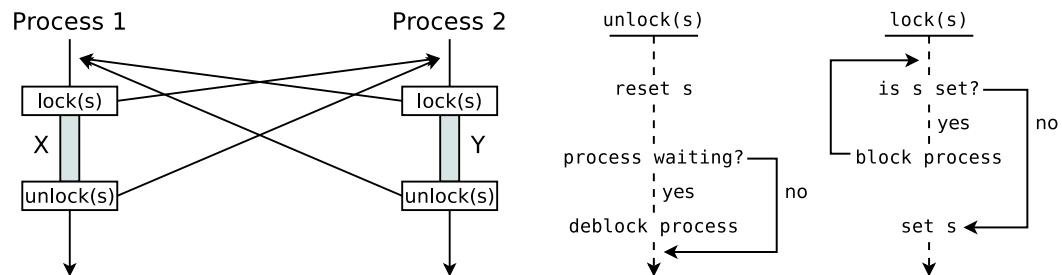 Process 1
lock(s)
X
unlock(s)
Process 2
lock(s)
Y
unlock(s)
unlock(s)
reset s
process waiting?
yes
no
deblock process
lock(s)
is s set?
yes
no
block process
set s